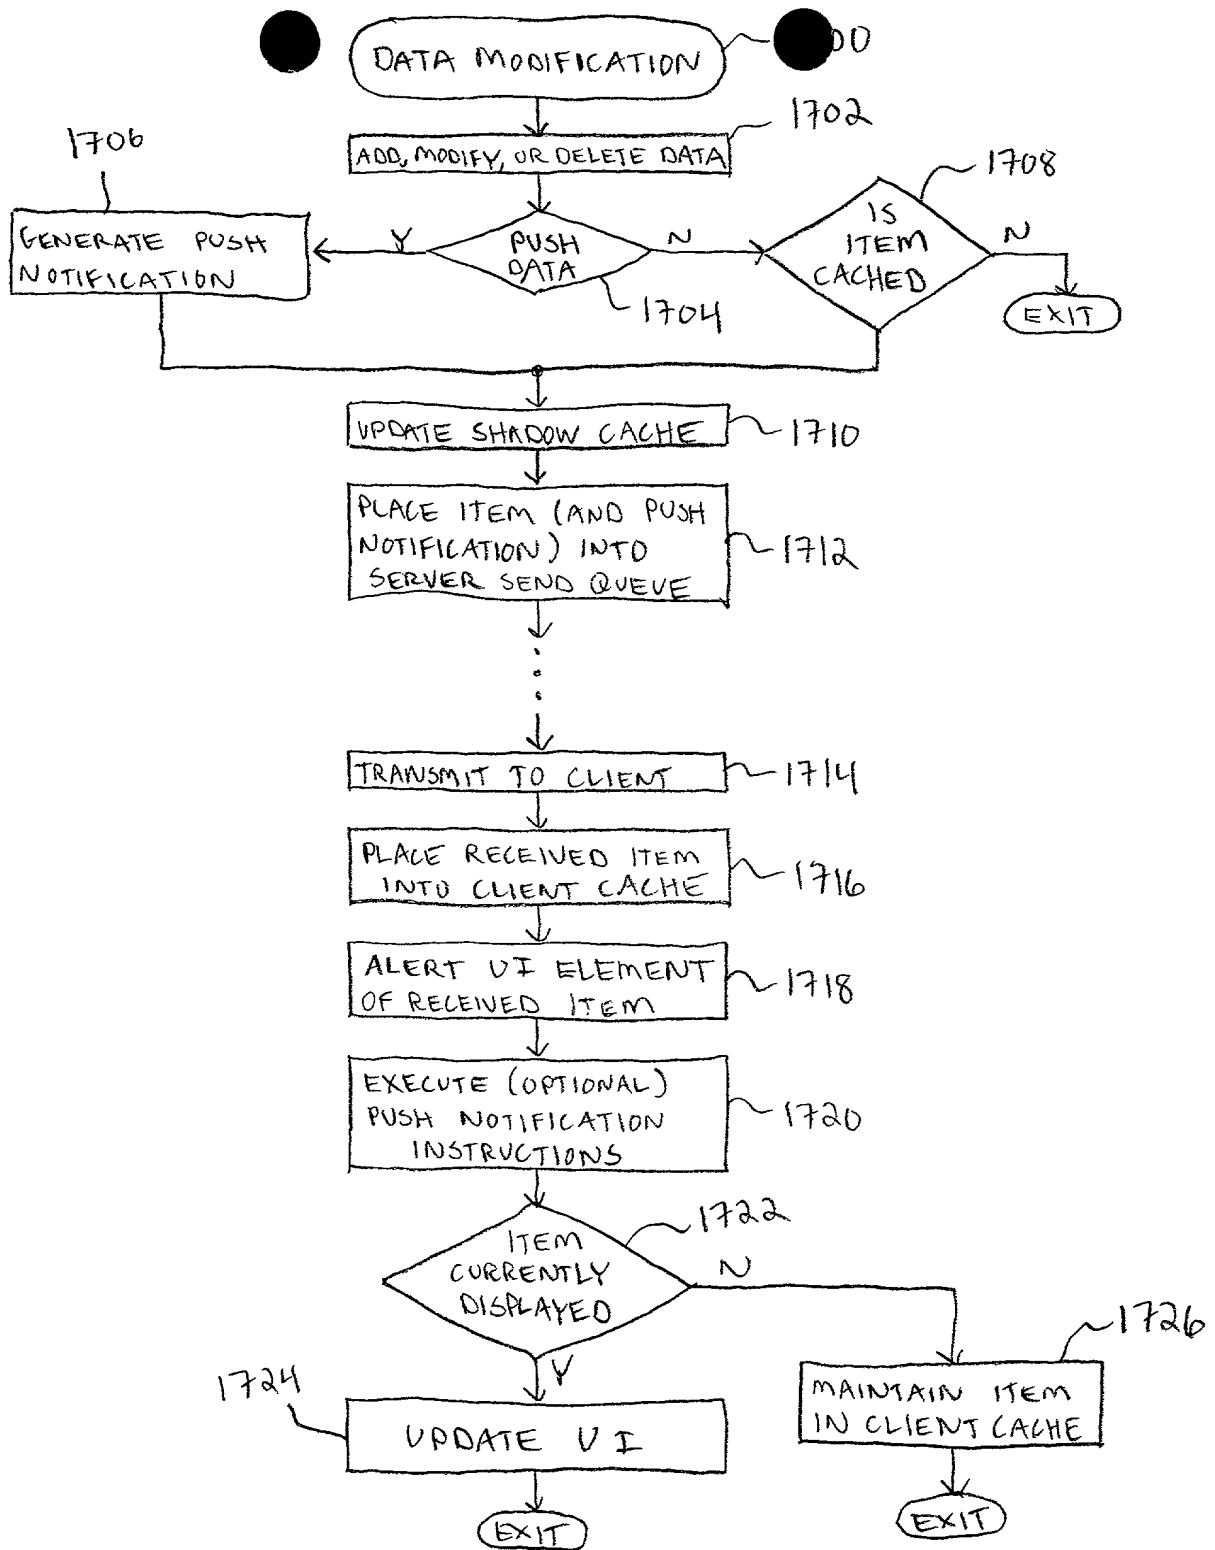 DATA MODIFICATION
00
1702
ADD, MODIFY, OR DELETE DATA
1706
1708
GENERATE PUSH
NOTIFICATION
Y
PUSH
DATA
N
1704
IS
ITEM
CACHED
N
EXIT
UPDATE SHADOW CACHE
1710
PLACE ITEM (AND PUSH
NOTIFICATION) INTO
SERVER SEND QUEUE
1712
TRANSMIT TO CLIENT
1714
PLACE RECEIVED ITEM
INTO CLIENT CACHE
1716
ALERT UI ELEMENT
OF RECEIVED ITEM
1718
EXECUTE (OPTIONAL)
PUSH NOTIFICATION
INSTRUCTIONS
1720
1722
ITEM
CURRENTLY
DISPLAYED
N
Y
1724
UPDATE UI
EXIT
1726
MAINTAIN ITEM
IN CLIENT CACHE
EXIT